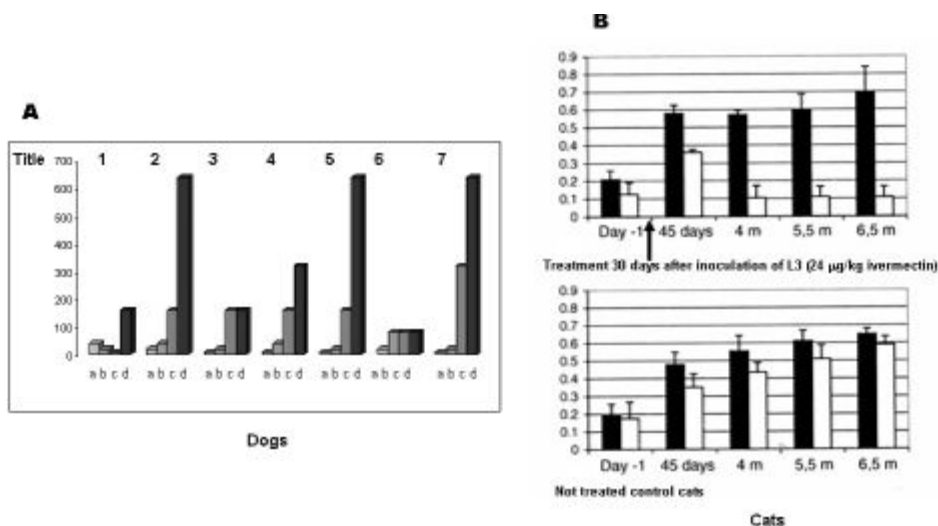 A
Title 1 2 3 4 5 6 7
700
600
500
400
300
200
100
0
a b c d a b c d a b c d a b c d a b c d a b c d a b c d
Dogs
B
0.9
0.8
0.7
0.6
0.5
0.4
0.3
0.2
0.1
0
Day -1 45 days 4 m 5,5 m 6,5 m
Treatment 30 days after inoculation of L3 (24 µg/kg ivermectin)
0.9
0.8
0.7
0.6
0.5
0.4
0.3
0.2
0.1
0
Day -1 45 days 4 m 5,5 m 6,5 m
Not treated control cats
Cats